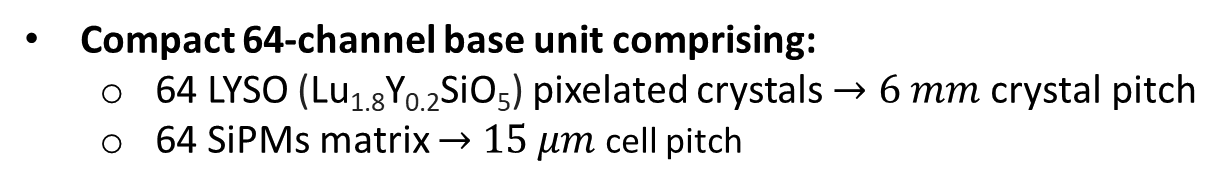 • Compact 64-channel base unit comprising:
o 64 LYSO (Lu₁.₈Y₀.₂SiO₅) pixelated crystals → 6 mm crystal pitch
o 64 SiPMs matrix → 15 μm cell pitch